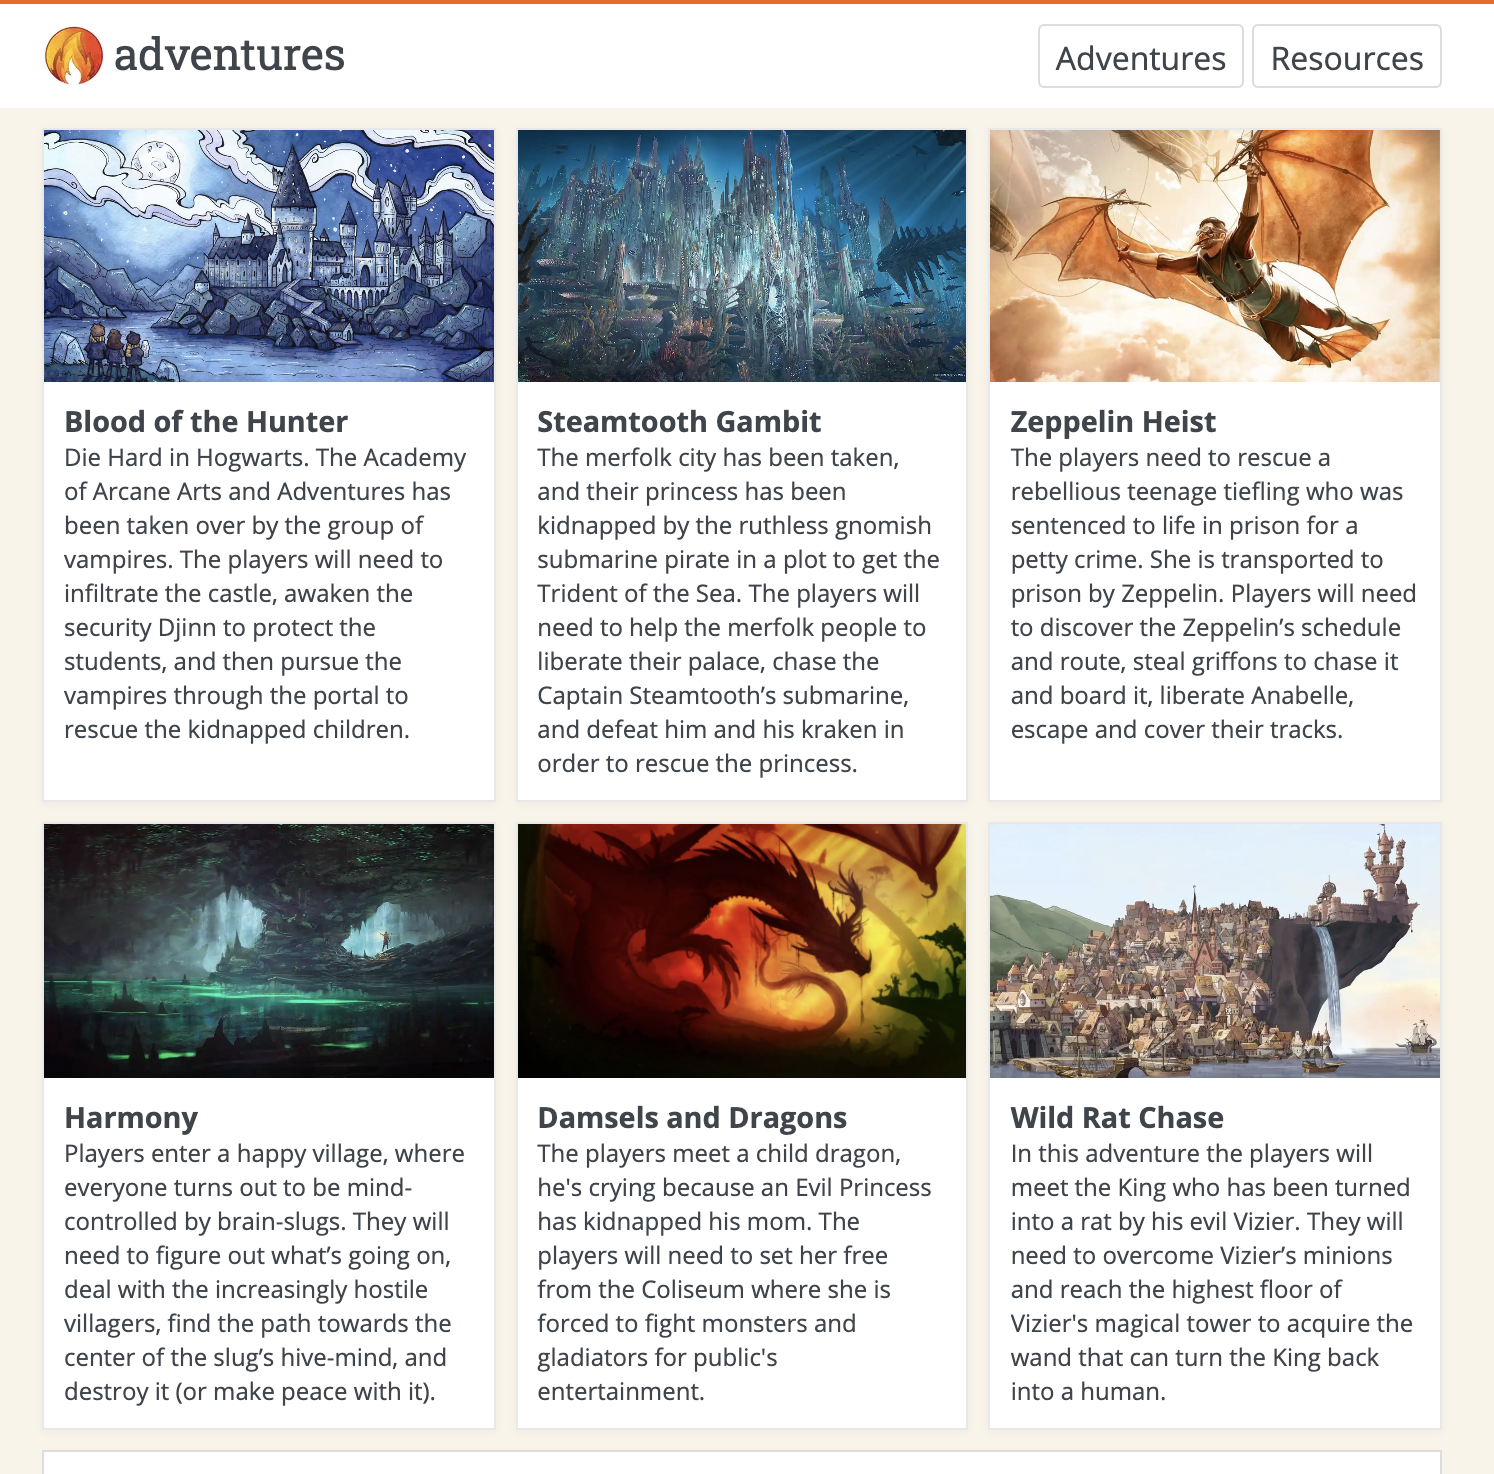 adventures
Adventures
Resources
Blood of the Hunter
Die Hard in Hogwarts. The Academy
of Arcane Arts and Adventures has
been taken over by the group of
vampires. The players will need to
infiltrate the castle, awaken the
security Djinn to protect the
students, and then pursue the
vampires through the portal to
rescue the kidnapped children.
Steamtooth Gambit
The merfolk city has been taken,
and their princess has been
kidnapped by the ruthless gnomish
submarine pirate in a plot to get the
Trident of the Sea. The players will
need to help the merfolk people to
liberate their palace, chase the
Captain Steamtooth’s submarine,
and defeat him and his kraken in
order to rescue the princess.
Zeppelin Heist
The players need to rescue a
rebellious teenage tiefling who was
sentenced to life in prison for a
petty crime. She is transported to
prison by Zeppelin. Players will need
to discover the Zeppelin’s schedule
and route, steal griffons to chase it
and board it, liberate Anabelle,
escape and cover their tracks.
Harmony
Players enter a happy village, where
everyone turns out to be mind-
controlled by brain-slugs. They will
need to figure out what’s going on,
deal with the increasingly hostile
villagers, find the path towards the
center of the slug’s hive-mind, and
destroy it (or make peace with it).
Damsels and Dragons
The players meet a child dragon,
he's crying because an Evil Princess
has kidnapped his mom. The
players will need to set her free
from the Coliseum where she is
forced to fight monsters and
gladiators for public's
entertainment.
Wild Rat Chase
In this adventure the players will
meet the King who has been turned
into a rat by his evil Vizier. They will
need to overcome Vizier’s minions
and reach the highest floor of
Vizier's magical tower to acquire the
wand that can turn the King back
into a human.